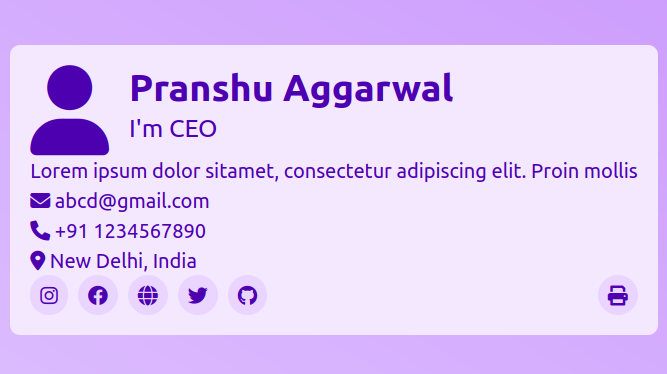 Pranshu Aggarwal
I'm CEO
Lorem ipsum dolor sitamet, consectetur adipiscing elit. Proin mollis
abcd@gmail.com
+91 1234567890
New Delhi, India